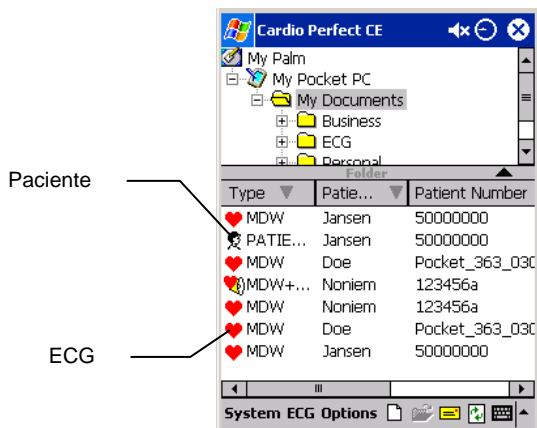 Cardio Perfect CE
My Palm
My Pocket PC
My Documents
Business
ECG
Personal
Folder
Paciente
Type Patie... Patient Number
MDW Jansen 50000000
PATIE... Jansen 50000000
MDW Doe Pocket_363_030
MDW+... Noniem 123456a
MDW Noniem 123456a
ECG
MDW Doe Pocket_363_030
MDW Jansen 50000000
System ECG Options